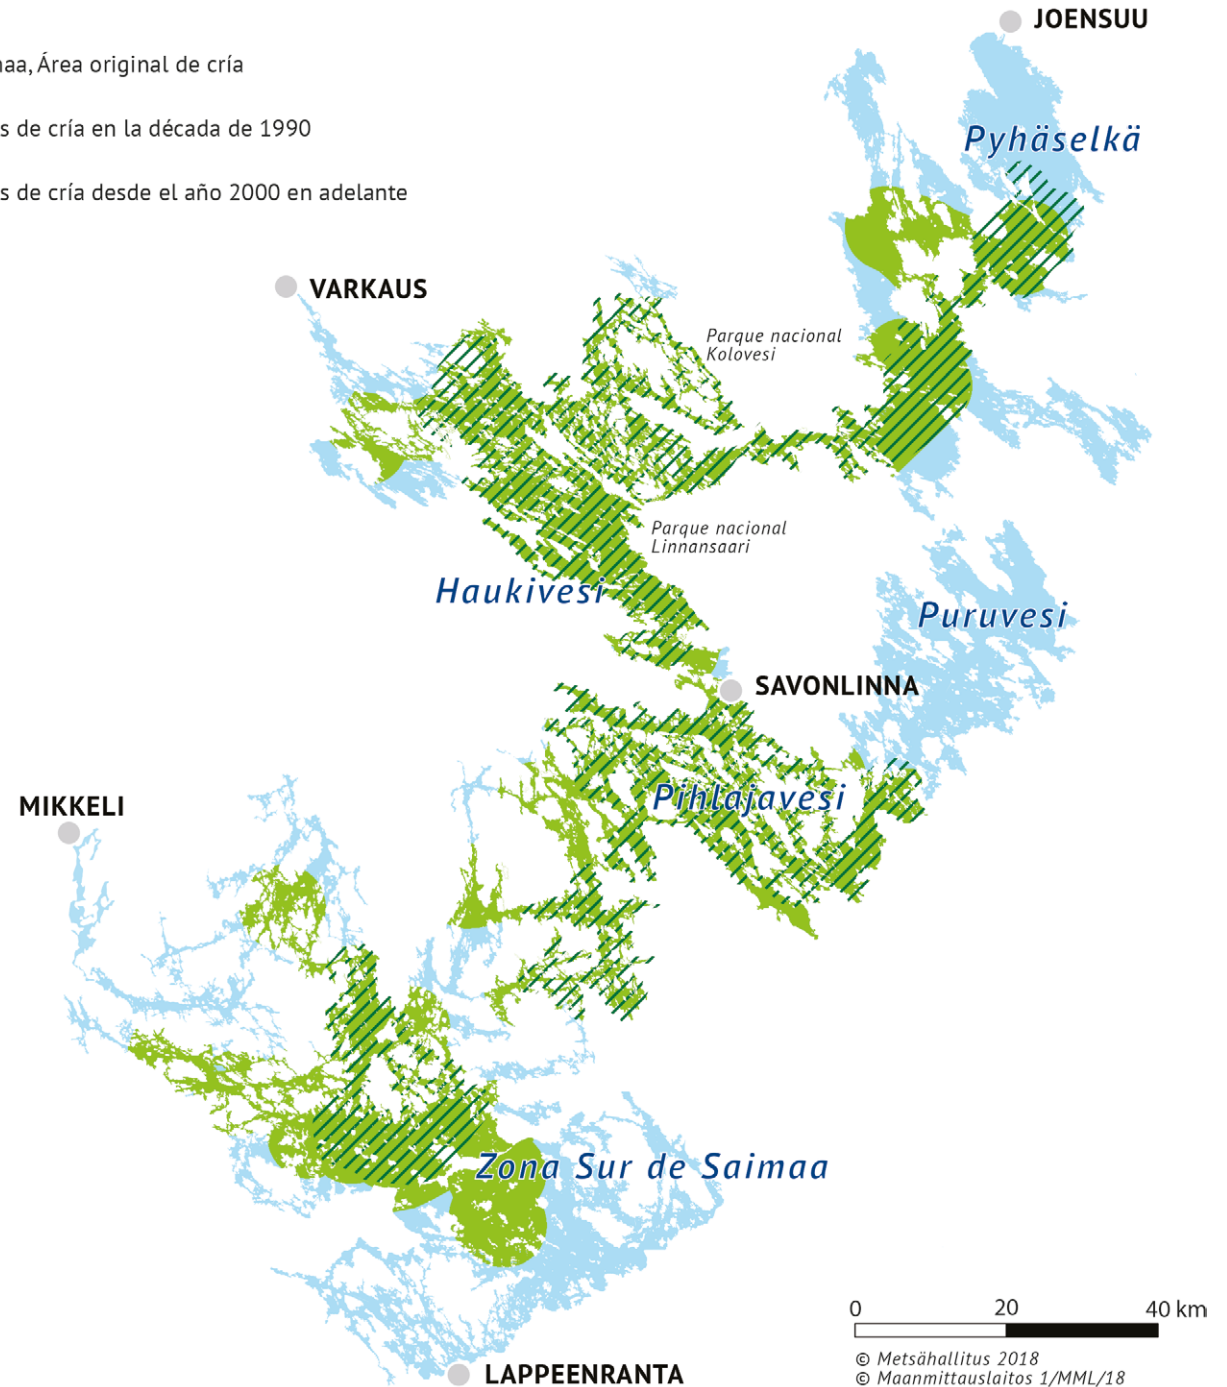 JOENSUU
naa, Área original de cría
s de cría en la década de 1990
Pyhäselkä
s de cría desde el año 2000 en adelante
VARKAUS
Parque nacional
Kolovesi
Parque nacional
Linnansaari
Haukivesi
Puruvesi
SAVONLINNA
Pihlajavesi
MIKKELI
Zona Sur de Saimaa
0 20 40 km
© Metsähallitus 2018
© Maanmittauslaitos 1/MML/18
LAPPEENRANTA